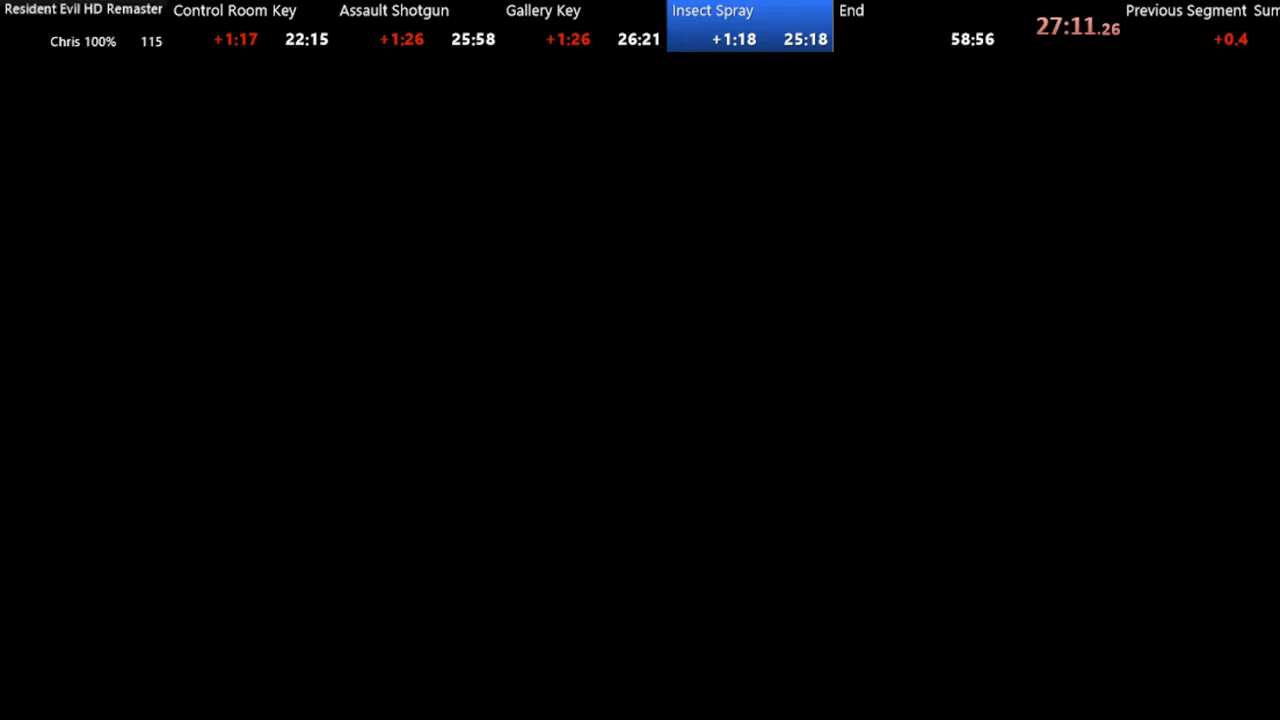 Resident Evil HD Remaster
Chris 100% 115
Control Room Key
+1:17 22:15
Assault Shotgun
+1:26 25:58
Gallery Key
+1:26 26:21
Insect Spray
+1:18 25:18
End
58:56
27:11.26
Previous Segment Sum
+0.4